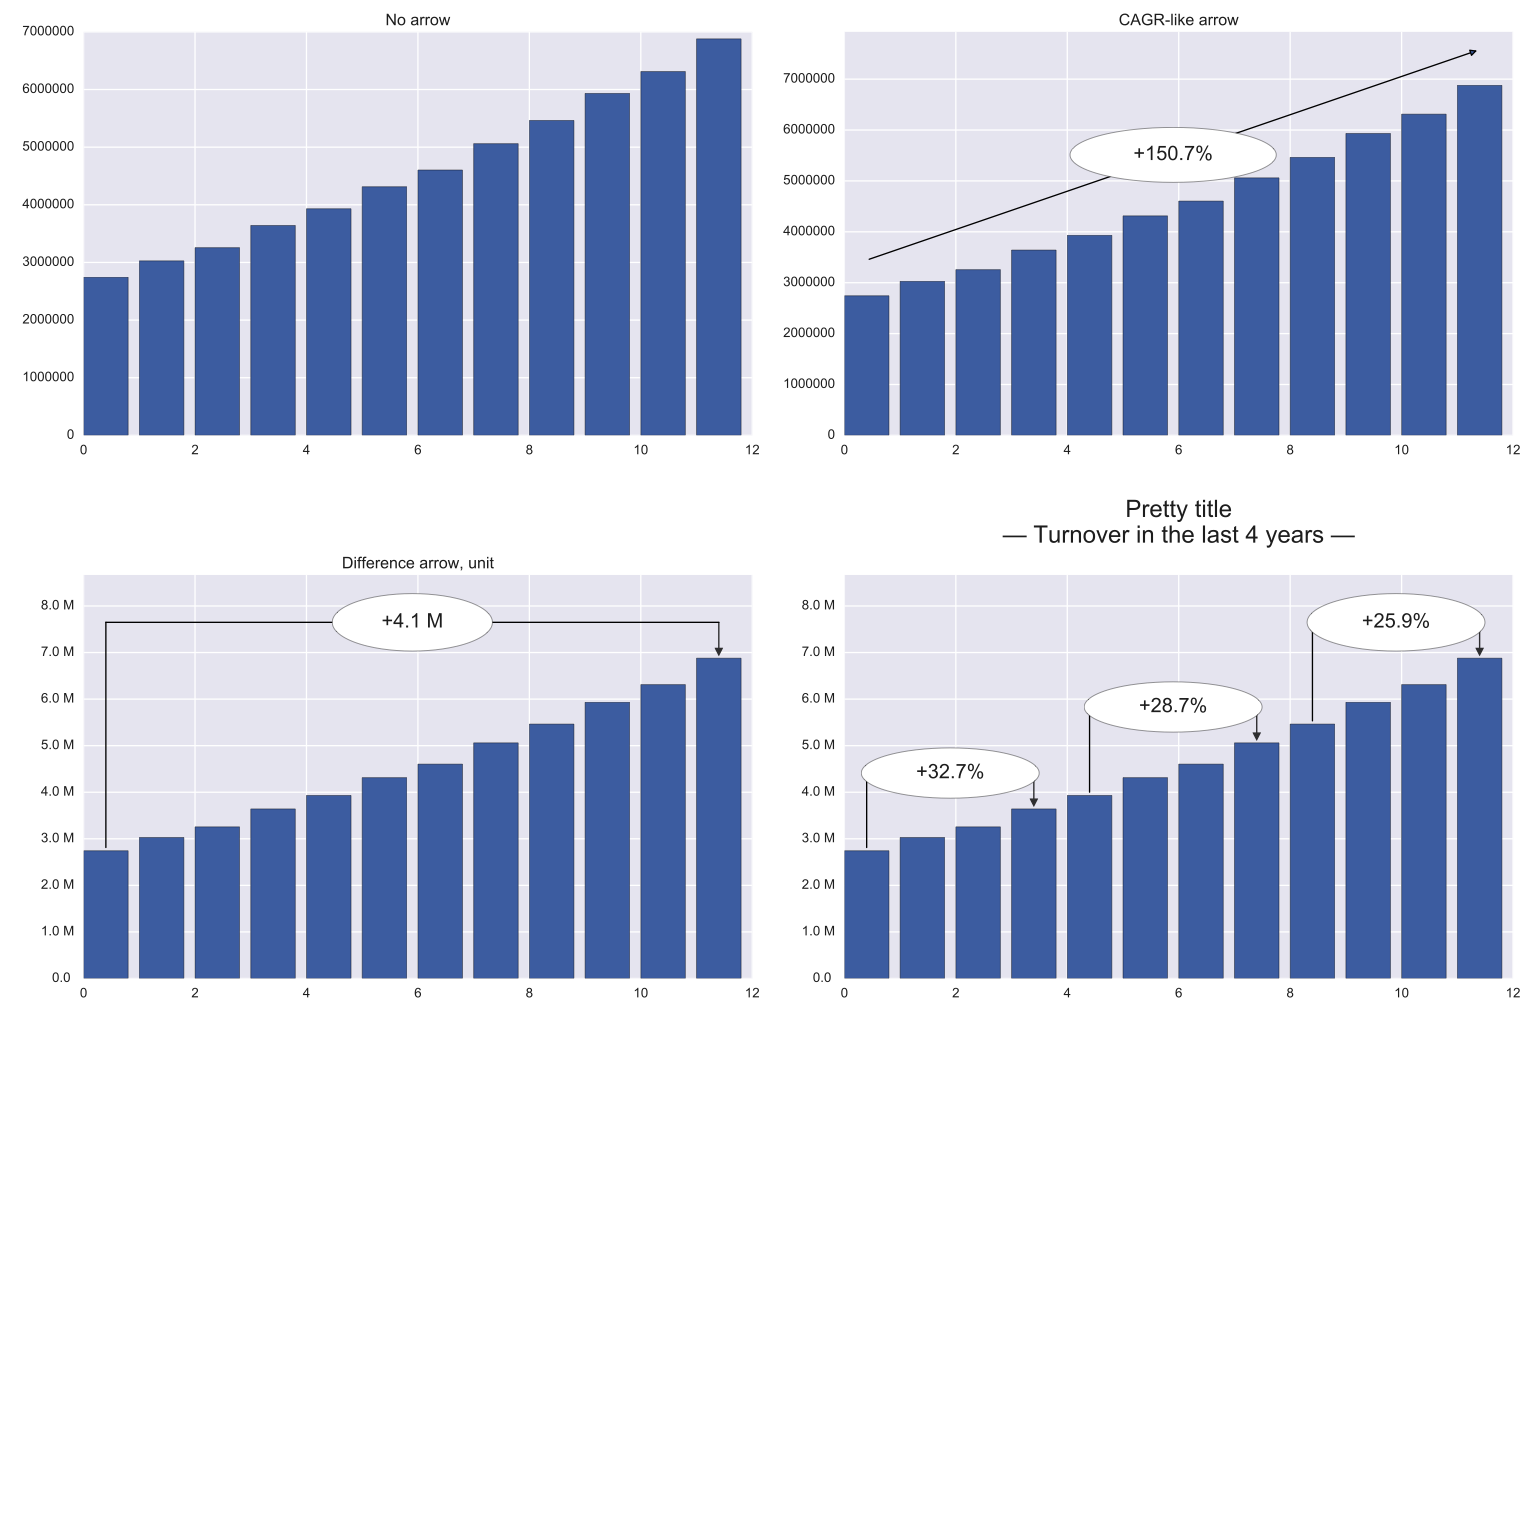 No arrow
7000000
6000000
5000000
4000000
3000000
2000000
1000000
0
0 2 4 6 8 10 12
CAGR-like arrow
7000000
6000000
5000000
4000000
3000000
2000000
1000000
0
+150.7%
0 2 4 6 8 10 12
Difference arrow, unit
8.0 M
7.0 M
6.0 M
5.0 M
4.0 M
3.0 M
2.0 M
1.0 M
0.0
+4.1 M
0 2 4 6 8 10 12
Pretty title
— Turnover in the last 4 years —
8.0 M
7.0 M
6.0 M
5.0 M
4.0 M
3.0 M
2.0 M
1.0 M
0.0
+25.9%
+28.7%
+32.7%
0 2 4 6 8 10 12